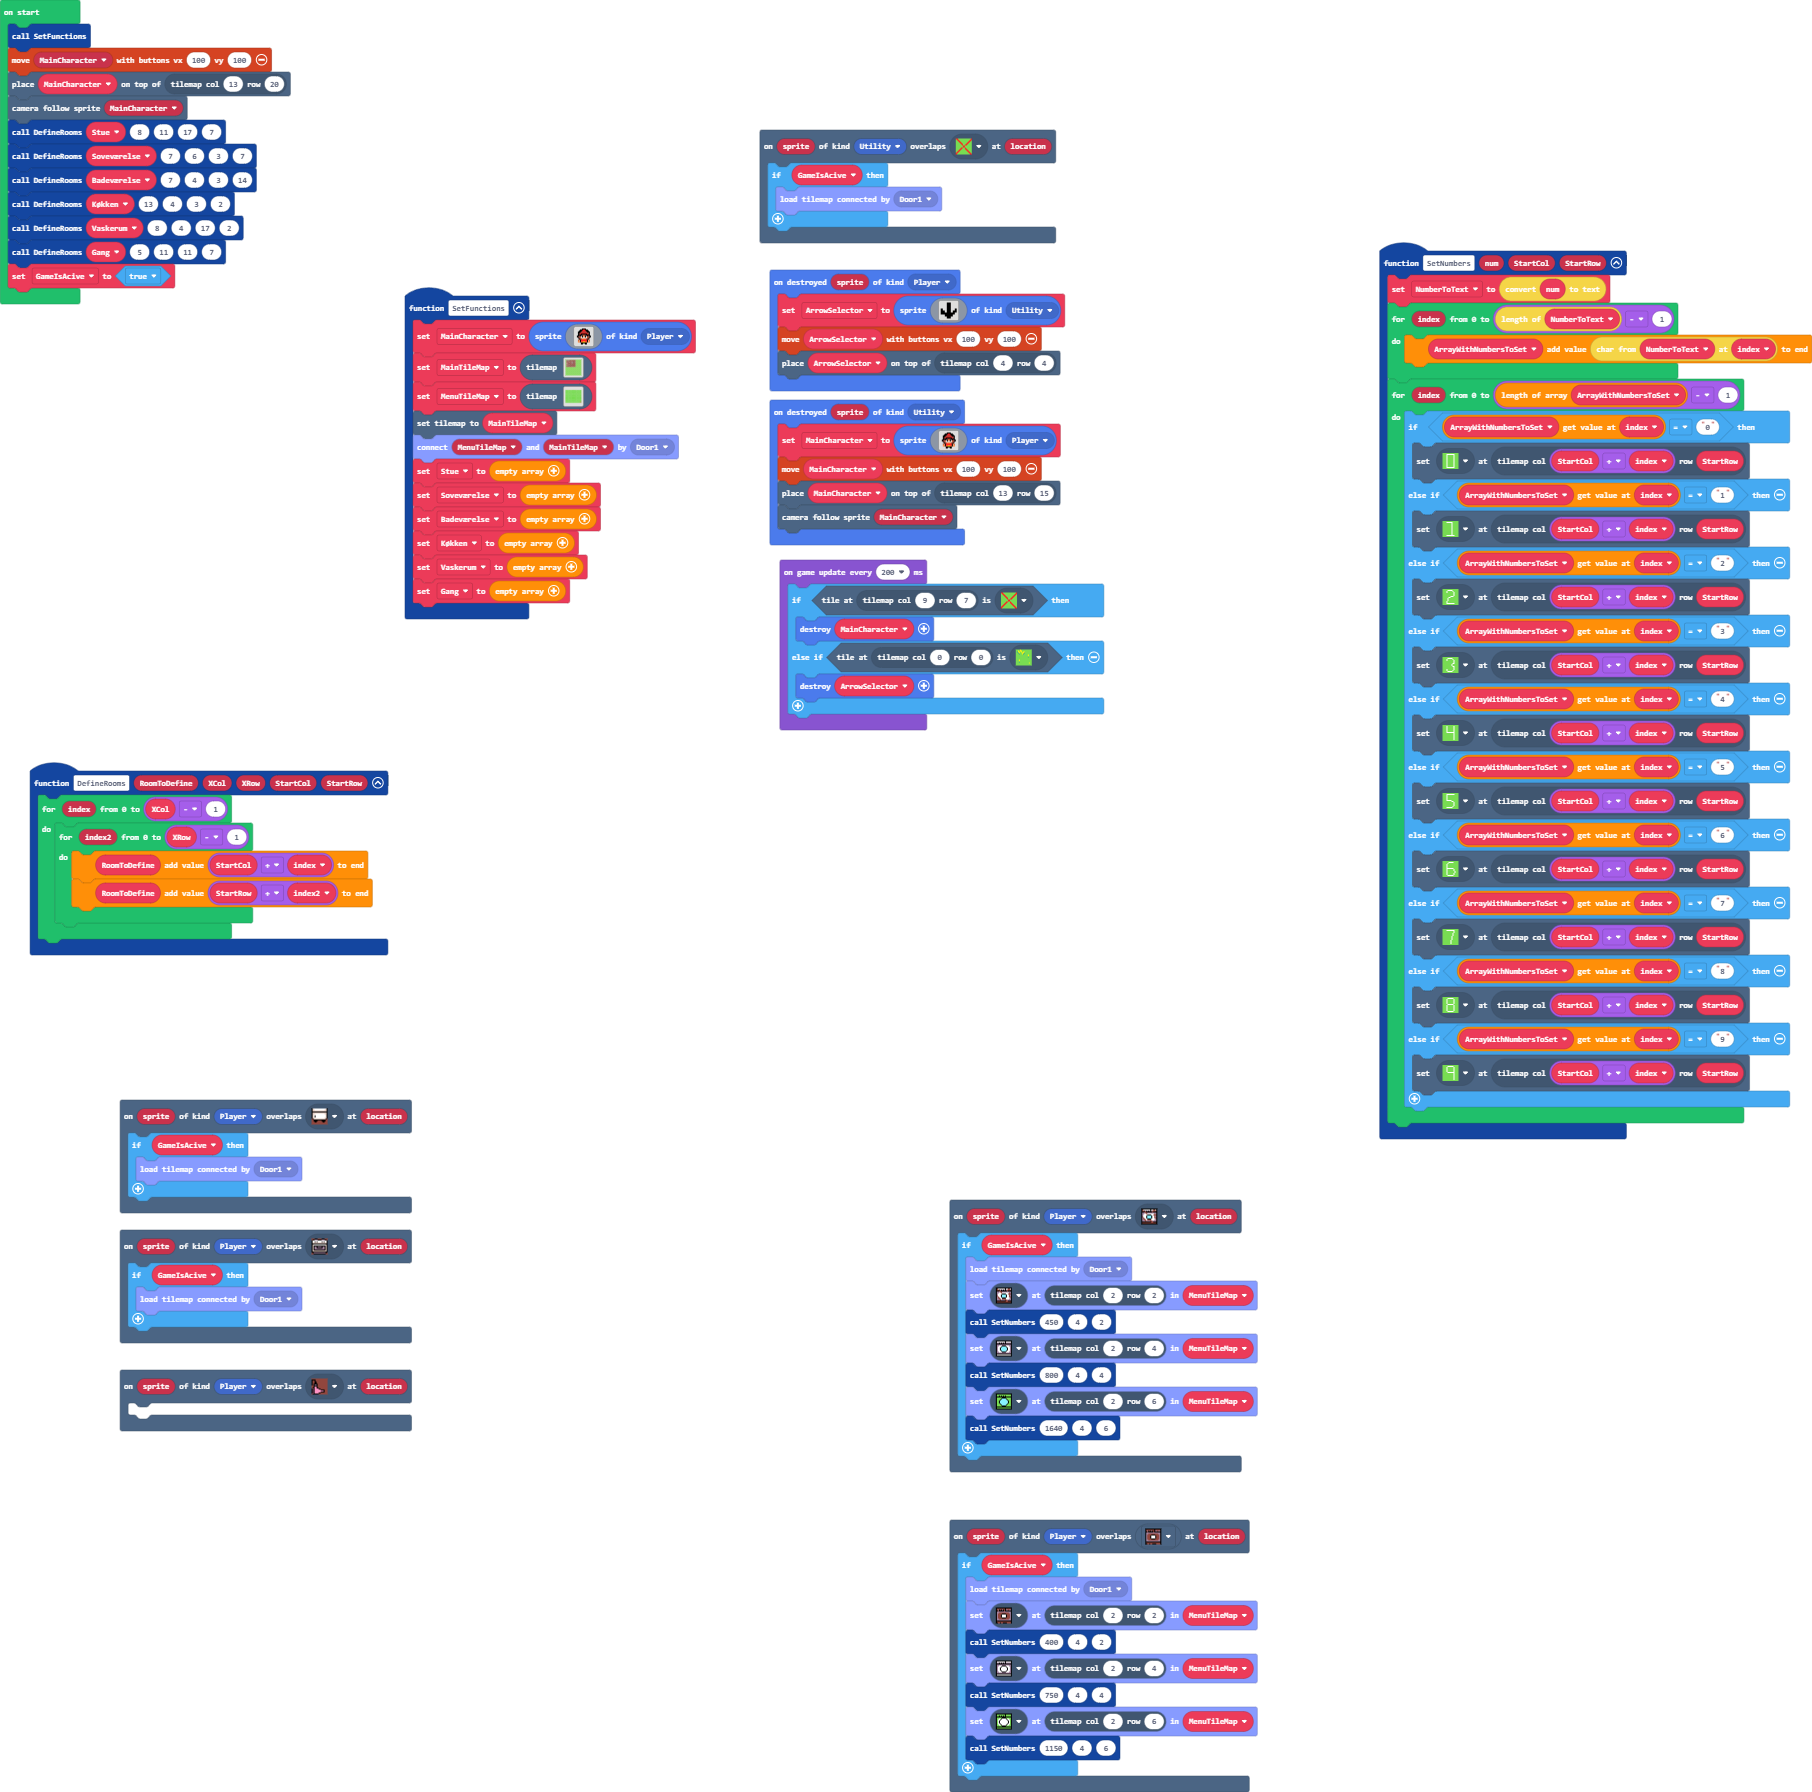 on start
call SetFunctions
move MainCharacter with buttons vx 100 vy 100
place MainCharacter on top of tilemap col 13 row 20
camera follow sprite MainCharacter
call DefineRooms Stue 8 11 17 7
call DefineRooms Soveværelse 7 6 3 7
call DefineRooms Badeværelse 7 4 3 14
call DefineRooms Køkken 13 4 3 2
call DefineRooms Vaskerum 8 4 17 2
call DefineRooms Gang 5 11 11 7
set GameIsAcive to true
function SetFunctions
set MainCharacter to sprite of kind Player
set MainTileMap to tilemap
set MenuTileMap to tilemap
set tilemap to MainTileMap
connect MenuTileMap and MainTileMap by Door1
set Stue to empty array
set Soveværelse to empty array
set Badeværelse to empty array
set Køkken to empty array
set Vaskerum to empty array
set Gang to empty array
function DefineRooms RoomToDefine XCol XRow StartCol StartRow
for index from 0 to XCol - 1
do
for index2 from 0 to XRow - 1
do
RoomToDefine add value StartCol + index to end
RoomToDefine add value StartRow + index2 to end
on sprite of kind Player overlaps at location
if GameIsAcive then
load tilemap connected by Door1
on sprite of kind Player overlaps at location
if GameIsAcive then
load tilemap connected by Door1
on sprite of kind Player overlaps at location
on sprite of kind Utility overlaps at location
if GameIsAcive then
load tilemap connected by Door1
on destroyed sprite of kind Player
set ArrowSelector to sprite of kind Utility
move ArrowSelector with buttons vx 100 vy 100
place ArrowSelector on top of tilemap col 4 row 4
on destroyed sprite of kind Utility
set MainCharacter to sprite of kind Player
move MainCharacter with buttons vx 100 vy 100
place MainCharacter on top of tilemap col 13 row 15
camera follow sprite MainCharacter
on game update every 200 ms
if tile at tilemap col 9 row 7 is then
destroy MainCharacter
else if tile at tilemap col 0 row 0 is then
destroy ArrowSelector
on sprite of kind Player overlaps at location
if GameIsAcive then
load tilemap connected by Door1
set at tilemap col 2 row 2 in MenuTileMap
call SetNumbers 450 4 2
set at tilemap col 2 row 4 in MenuTileMap
call SetNumbers 800 4 4
set at tilemap col 2 row 6 in MenuTileMap
call SetNumbers 1640 4 6
on sprite of kind Player overlaps at location
if GameIsAcive then
load tilemap connected by Door1
set at tilemap col 2 row 2 in MenuTileMap
call SetNumbers 400 4 2
set at tilemap col 2 row 4 in MenuTileMap
call SetNumbers 750 4 4
set at tilemap col 2 row 6 in MenuTileMap
call SetNumbers 1150 4 6
function SetNumbers num StartCol StartRow
set NumberToText to convert num to text
for index from 0 to length of NumberToText - 1
do
ArrayWithNumbersToSet add value char from NumberToText at index to end
for index from 0 to length of array ArrayWithNumbersToSet - 1
do
if ArrayWithNumbersToSet get value at index = "0" then
set 0 at tilemap col StartCol + index row StartRow
else if ArrayWithNumbersToSet get value at index = "1" then
set 1 at tilemap col StartCol + index row StartRow
else if ArrayWithNumbersToSet get value at index = "2" then
set 2 at tilemap col StartCol + index row StartRow
else if ArrayWithNumbersToSet get value at index = "3" then
set 3 at tilemap col StartCol + index row StartRow
else if ArrayWithNumbersToSet get value at index = "4" then
set 4 at tilemap col StartCol + index row StartRow
else if ArrayWithNumbersToSet get value at index = "5" then
set 5 at tilemap col StartCol + index row StartRow
else if ArrayWithNumbersToSet get value at index = "6" then
set 6 at tilemap col StartCol + index row StartRow
else if ArrayWithNumbersToSet get value at index = "7" then
set 7 at tilemap col StartCol + index row StartRow
else if ArrayWithNumbersToSet get value at index = "8" then
set 8 at tilemap col StartCol + index row StartRow
else if ArrayWithNumbersToSet get value at index = "9" then
set 9 at tilemap col StartCol + index row StartRow